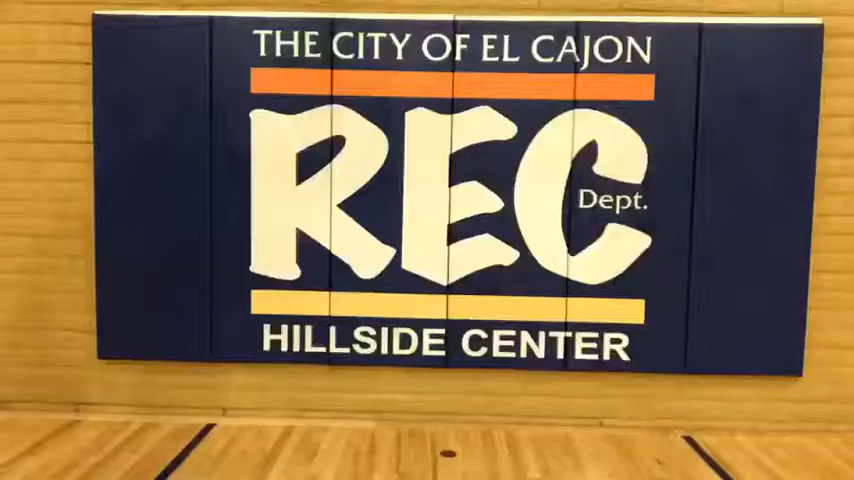 THE CITY OF EL CAJON
REC
Dept.
HILLSIDE CENTER